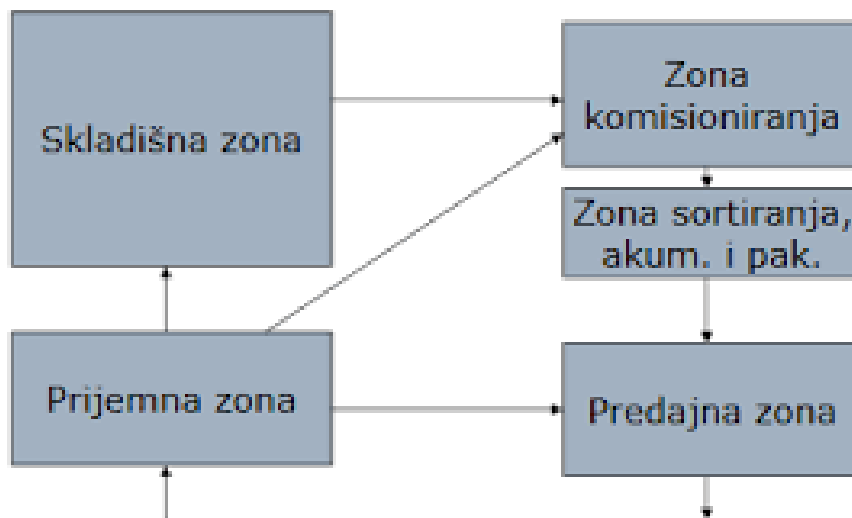 Skladišna zona
Zona
komisioniranja
Zona sortiranja,
akum. i pak.
Prijemna zona
Predajna zona